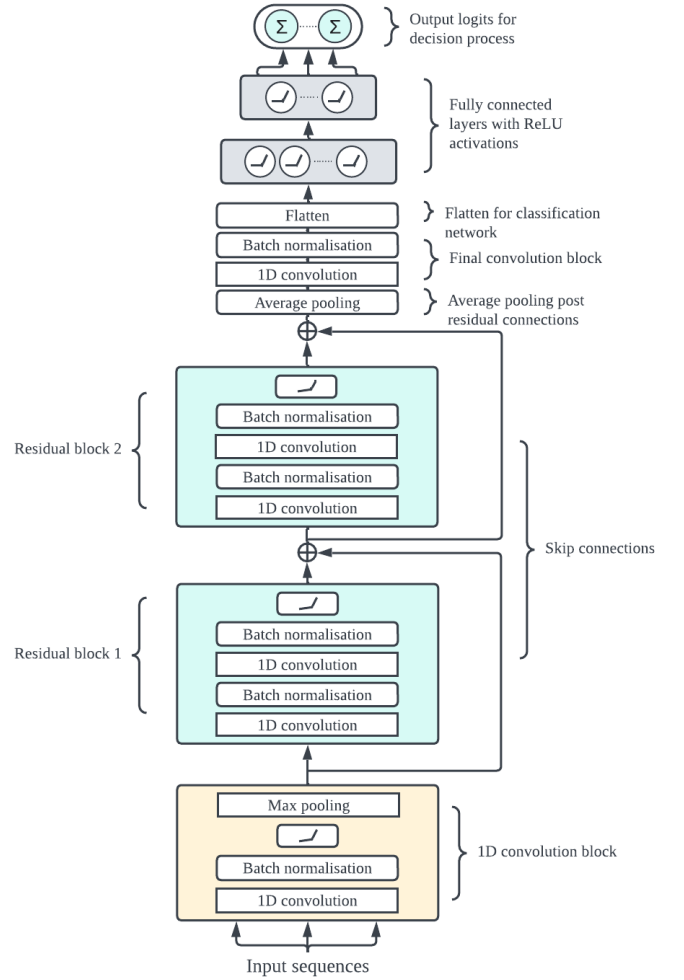 Σ
Σ
Output logits for
decision process
Fully connected
layers with ReLU
activations
Flatten
Flatten for classification
network
Batch normalisation
1D convolution
Final convolution block
Average pooling
Average pooling post
residual connections
Residual block 2
Batch normalisation
1D convolution
Batch normalisation
1D convolution
Skip connections
Residual block 1
Batch normalisation
1D convolution
Batch normalisation
1D convolution
Max pooling
Batch normalisation
1D convolution
1D convolution block
Input sequences